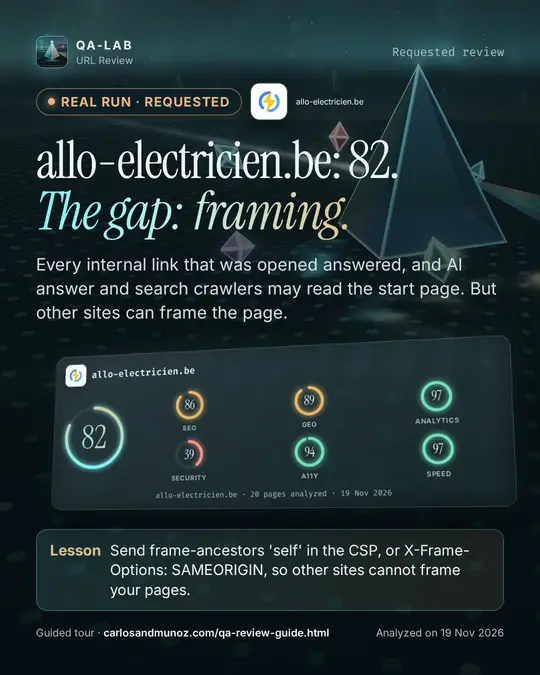 QA-LAB
URL Review
Requested review
REAL RUN · REQUESTED
allo-electricien.be
allo-electricien.be: 82.
The gap: framing.
Every internal link that was opened answered, and AI
answer and search crawlers may read the start page. But
other sites can frame the page.
allo-electricien.be
82
86
SEO
89
GEO
97
ANALYTICS
39
SECURITY
94
A11Y
97
SPEED
allo-electricien.be · 20 pages analyzed · 19 Nov 2026
Lesson
Send frame-ancestors 'self' in the CSP, or X-Frame-
Options: SAMEORIGIN, so other sites cannot frame
your pages.
Guided tour · carlosandmunoz.com/qa-review-guide.html
Analyzed on 19 Nov 2026